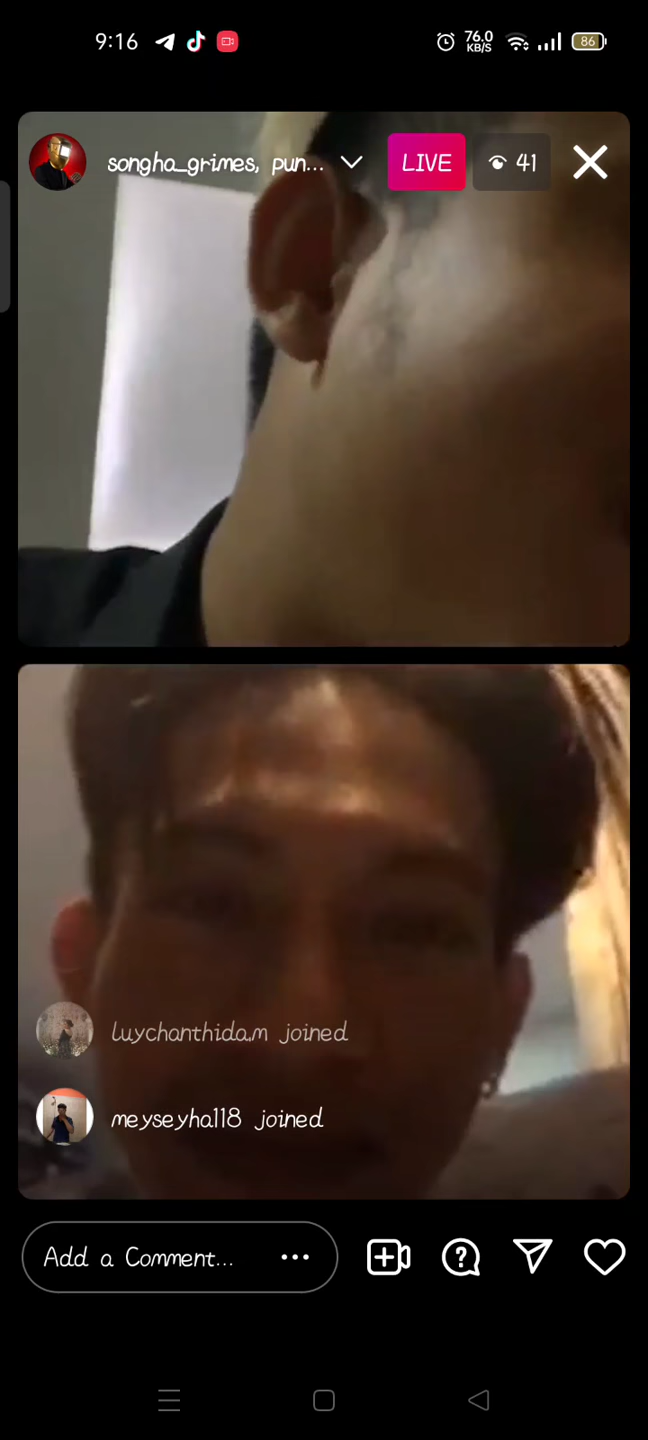 9:16
76.0
KB/S
86
songha_grimes, pun...
LIVE
41
luychanthida.m joined
meyseyha118 joined
Add a Comment...